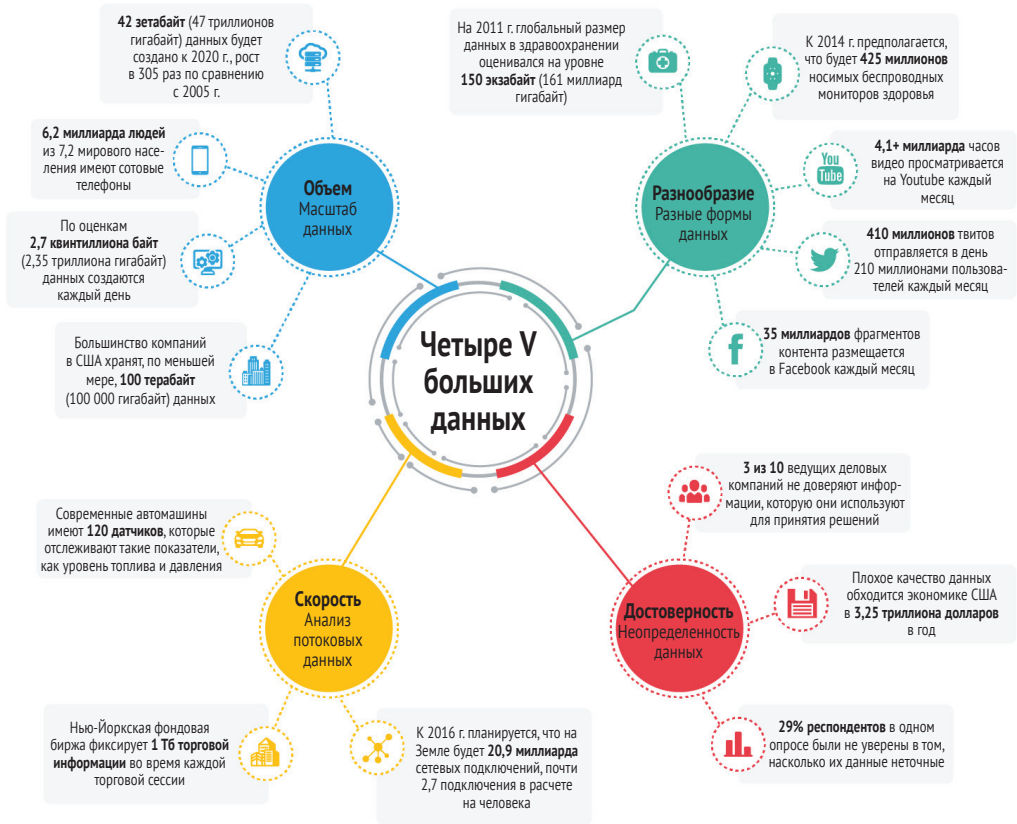 42 зетабайт (47 триллионов
гигабайт) данных будет
создано к 2020 г., рост
в 305 раз по сравнению
с 2005 г.
6,2 миллиарда людей
из 7,2 мирового насе-
ления имеют сотовые
телефоны
По оценкам
2,7 квинтиллиона байт
(2,35 триллиона гигабайт)
данных создаются
каждый день
Большинство компаний
в США хранят, по меньшей
мере, 100 терабайт
(100 000 гигабайт) данных
Объем
Масштаб
данных
На 2011 г. глобальный размер
данных в здравоохранении
оценивался на уровне
150 экзабайт (161 миллиард
гигабайт)
К 2014 г. предполагается,
что будет 425 миллионов
носимых беспроводных
мониторов здоровья
You
Tube
4,1+ миллиарда часов
видео просматривается
на Youtube каждый
месяц
410 миллионов твитов
отправляется в день
210 миллионами пользова-
телей каждый месяц
35 миллиардов фрагментов
контента размещается
в Facebook каждый месяц
Разнообразие
Разные формы
данных
Четыре V
больших
данных
Современные автомашины
имеют 120 датчиков, которые
отслеживают такие показатели,
как уровень топлива и давления
Скорость
Анализ
потоковых
данных
Нью-Йоркская фондовая
биржа фиксирует 1 Тб торговой
информации во время каждой
торговой сессии
К 2016 г. планируется, что на
Земле будет 20,9 миллиарда
сетевых подключений, почти
2,7 подключения в расчете
на человека
3 из 10 ведущих деловых
компаний не доверяют инфор-
мации, которую они используют
для принятия решений
Достоверность
Неопределенность
данных
Плохое качество данных
обходится экономике США
в 3,25 триллиона долларов
в год
29% респондентов в одном
опросе были не уверены в том,
насколько их данные неточные